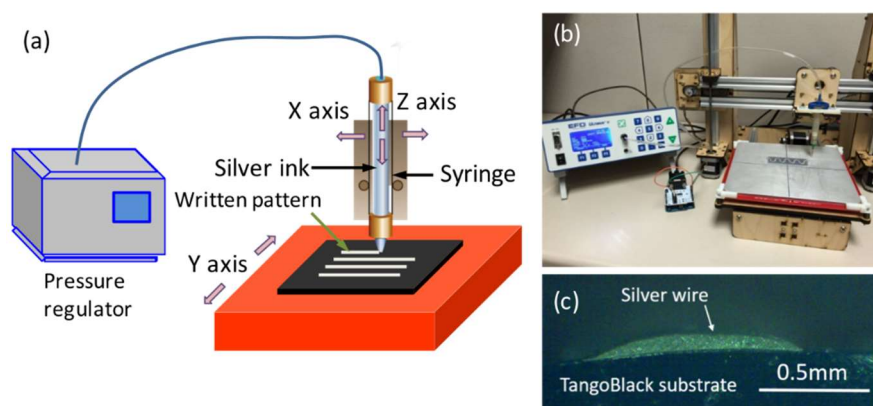 (a)
X axis
Z axis
Silver ink
Syringe
Written pattern
Y axis
Pressure
regulator
(b)
EFD
(c)
Silver wire
TangoBlack substrate
0.5mm